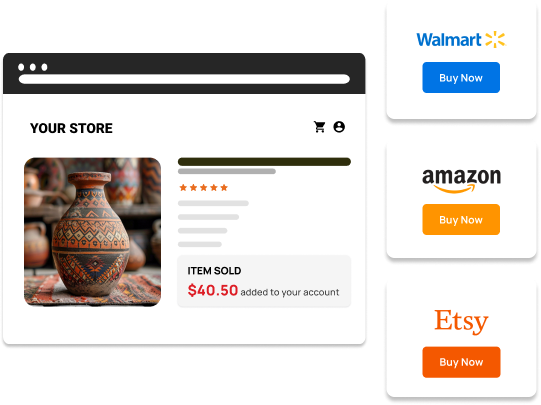 YOUR STORE
ITEM SOLD
$40.50 added to your account
Walmart
Buy Now
amazon
Buy Now
Etsy
Buy Now